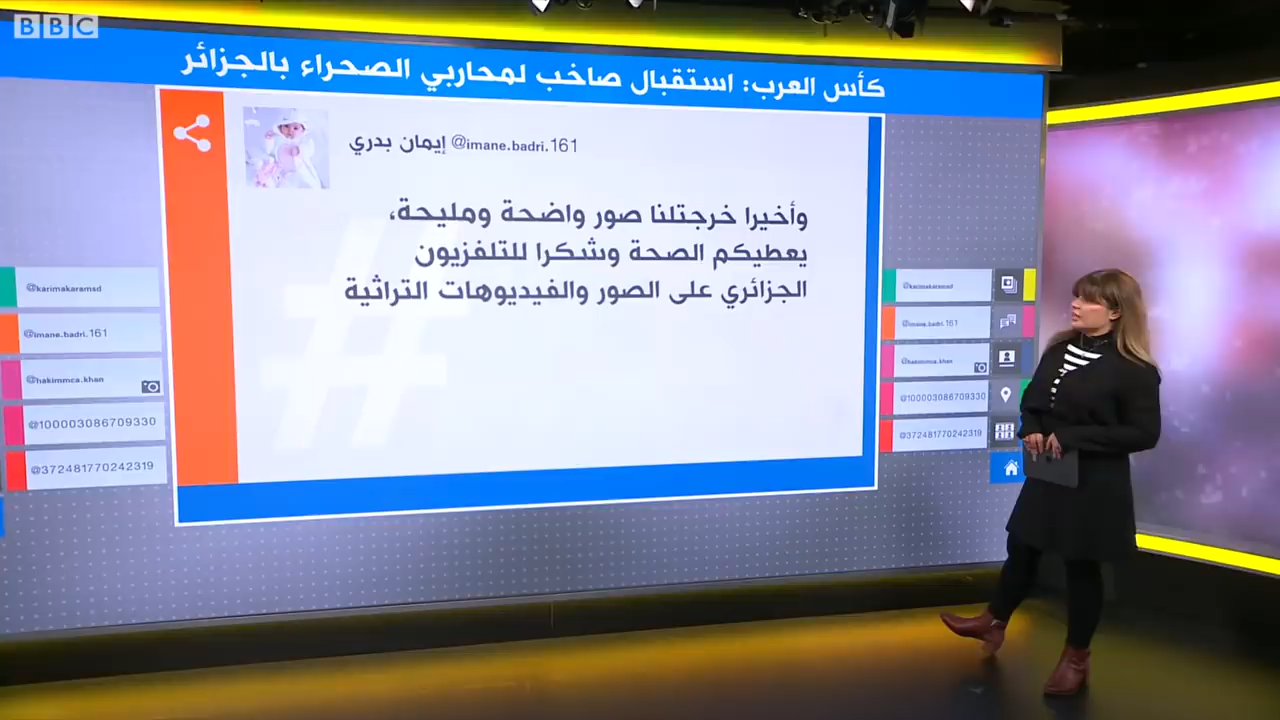 BBC
كأس العرب: استقبال صاخب لمحاربي الصحراء بالجزائر
إيمان بدري @imane.badri.161
وأخيرا خرجتلنا صور واضحة ومليحة،
يعطيكم الصحة وشكرا للتلفزيون
الجزائري على الصور والفيديوهات التراثية
@karimakaramsd
@imane.badri.161
@hakimmca.khan
@100003086709330
@372481770242319
@karimakaramsd
@imane.badri.161
@hakimmca.khan
@100003086709330
@372481770242319